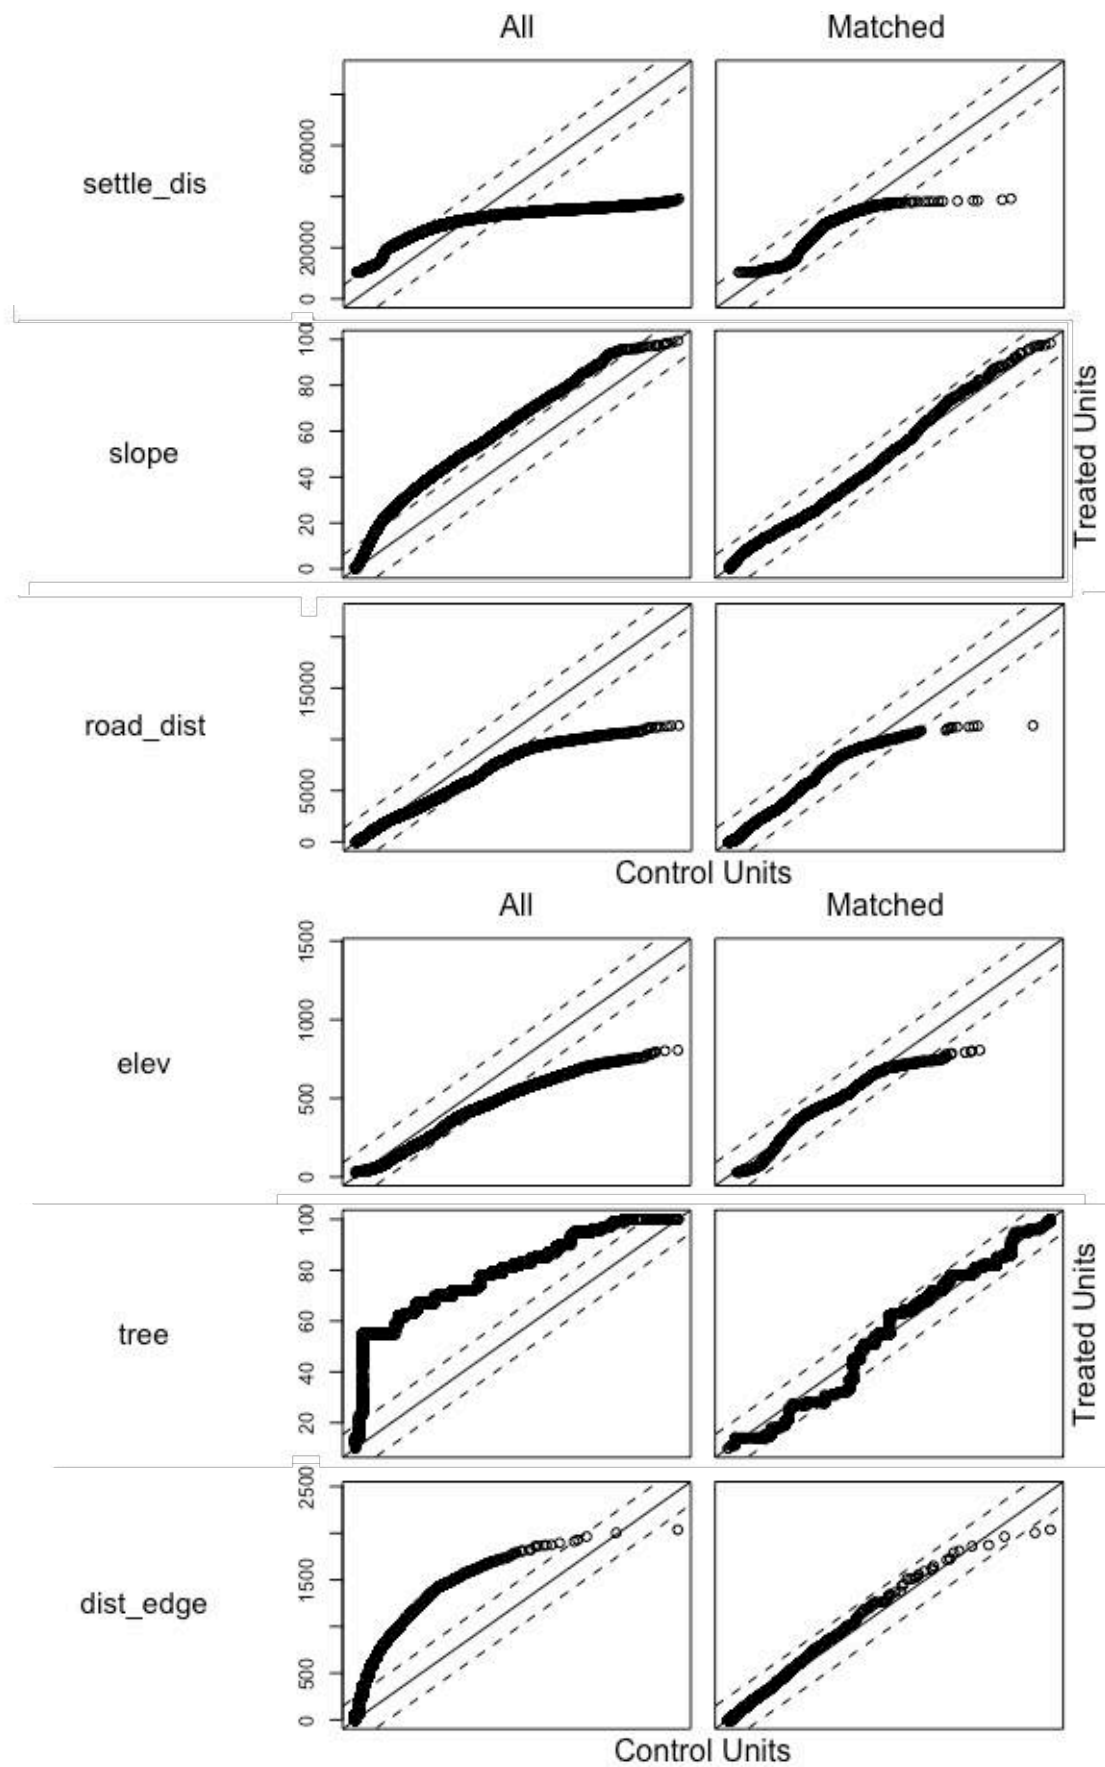 All Matched
settle_dis
0 20000 60000
slope
0 20 40 60 80 100
Treated Units
road_dist
0 5000 15000
Control Units
All Matched
elev
0 500 1000 1500
tree
20 40 60 80 100
Treated Units
dist_edge
0 500 1500 2500
Control Units